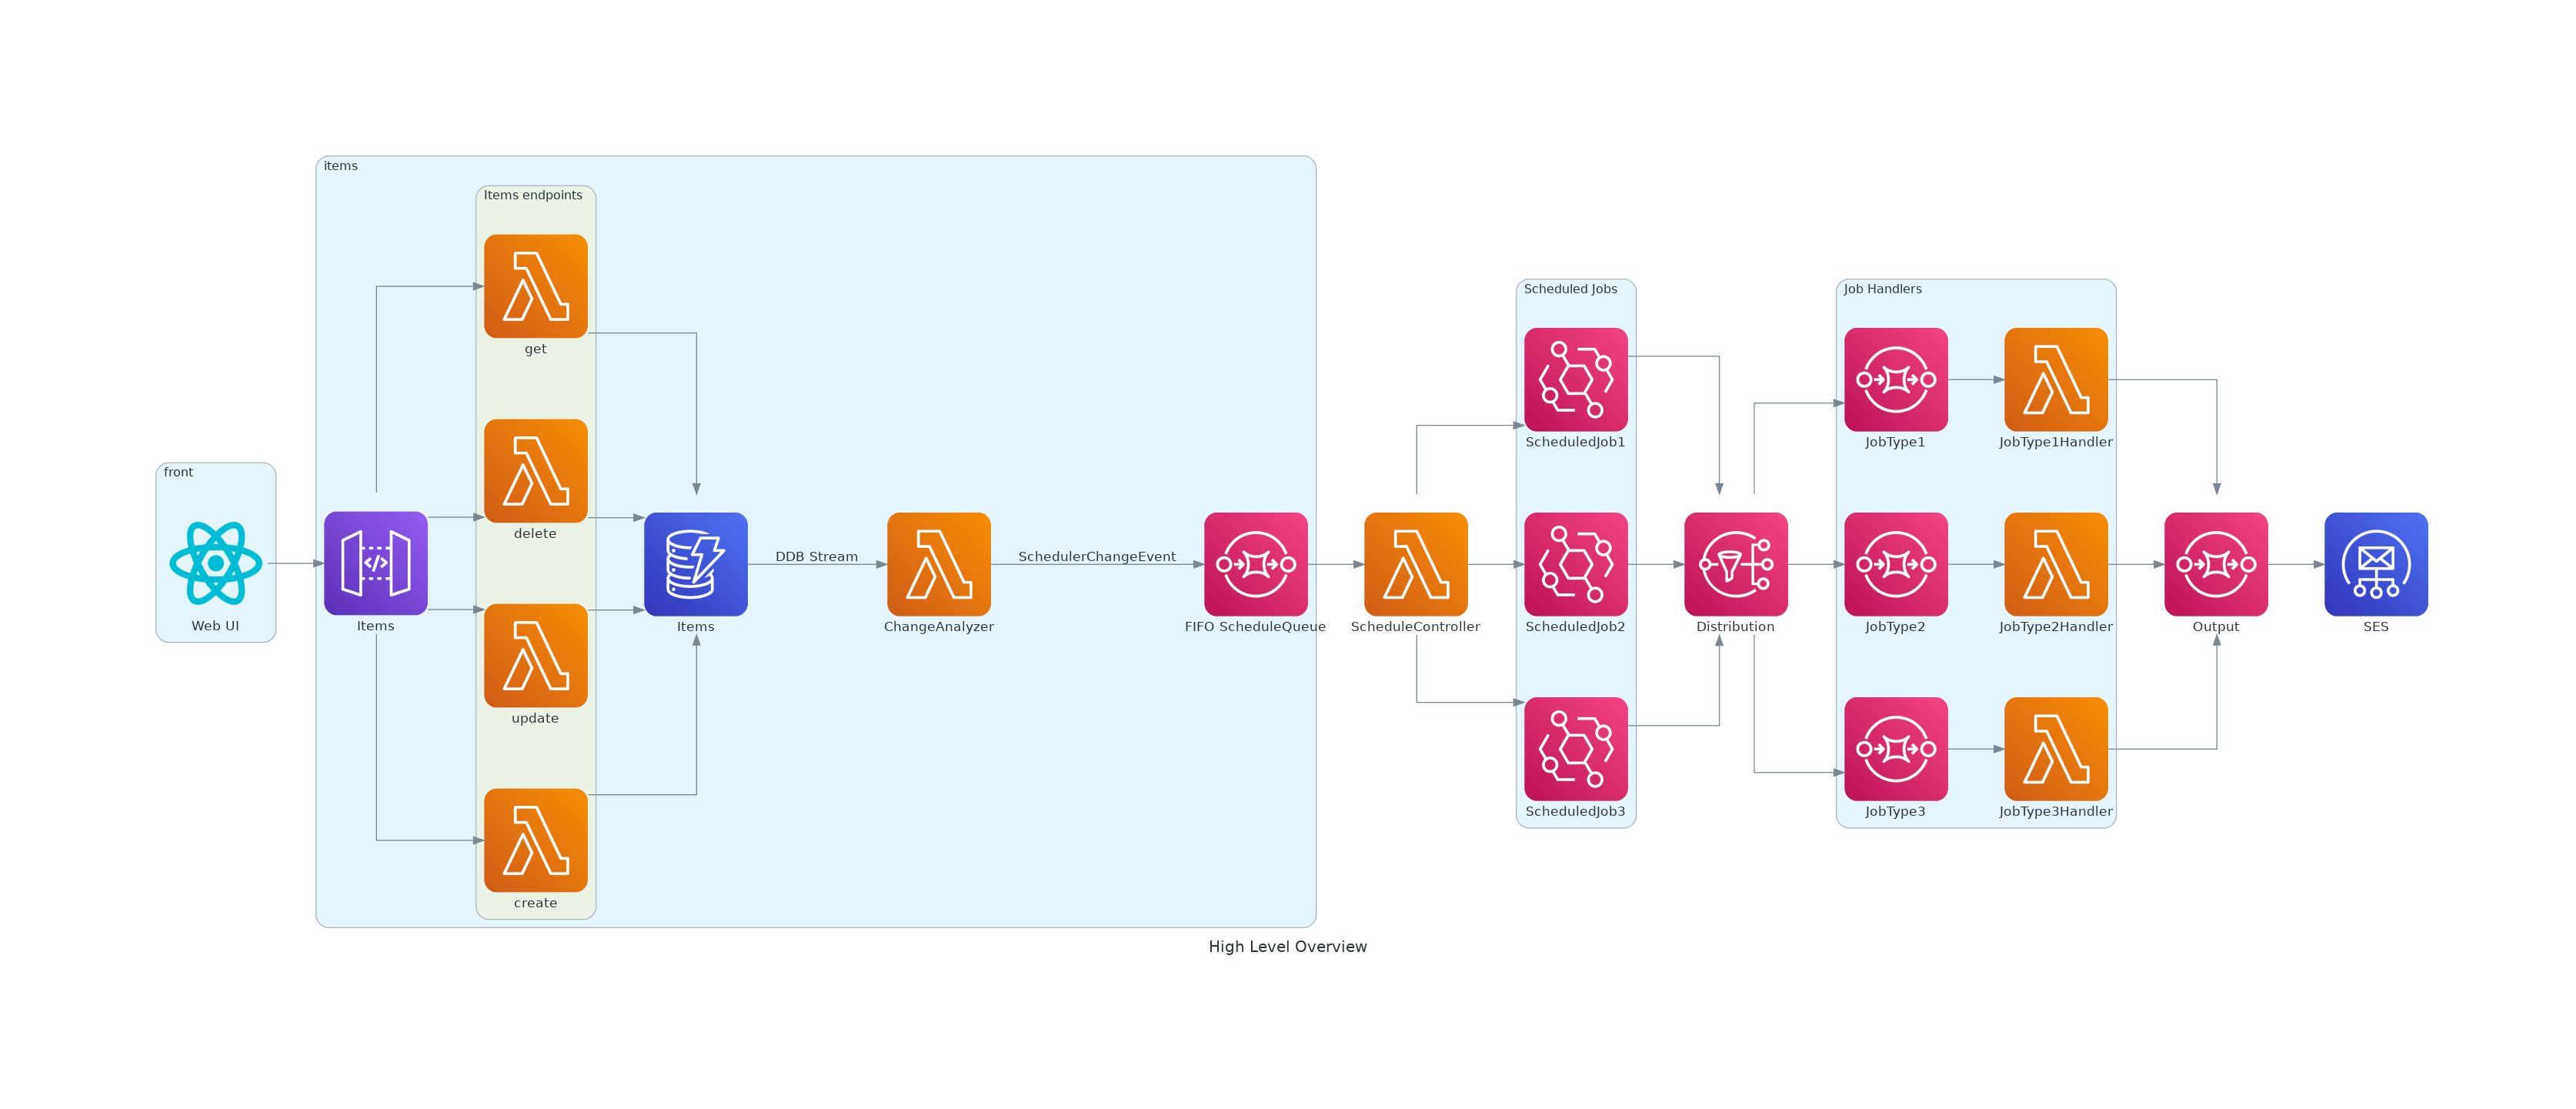 items
Items endpoints
get
delete
update
create
front
Web UI
Items
Items
DDB Stream
ChangeAnalyzer
SchedulerChangeEvent
FIFO ScheduleQueue
ScheduleController
Scheduled Jobs
ScheduledJob1
ScheduledJob2
ScheduledJob3
Distribution
Job Handlers
JobType1
JobType1Handler
JobType2
JobType2Handler
JobType3
JobType3Handler
Output
SES
High Level Overview